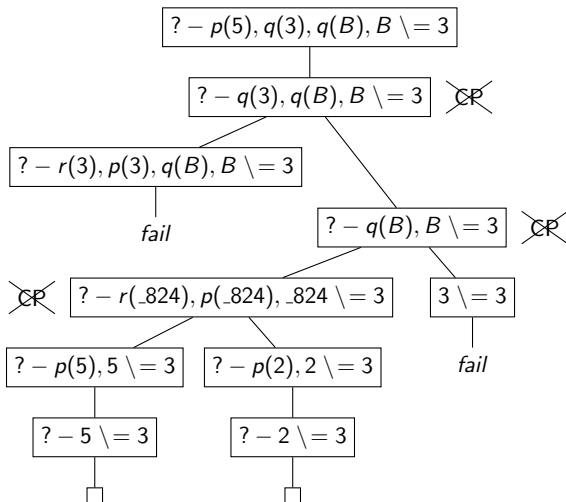 ? − p(5), q(3), q(B), B \= 3
? − q(3), q(B), B \= 3 CP
? − r(3), p(3), q(B), B \= 3
fail
? − q(B), B \= 3 CP
CP ? − r(_824), p(_824), _824 \= 3 3 \= 3
? − p(5), 5 \= 3 ? − p(2), 2 \= 3 fail
? − 5 \= 3 ? − 2 \= 3